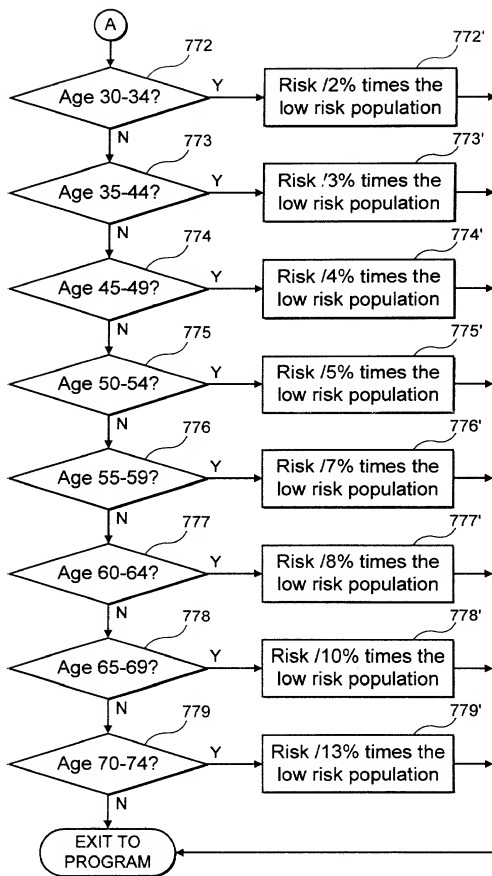 A
772
772'
Age 30-34?
Y
Risk /2% times the
low risk population
N
773
773'
Age 35-44?
Y
Risk /3% times the
low risk population
N
774
774'
Age 45-49?
Y
Risk /4% times the
low risk population
N
775
775'
Age 50-54?
Y
Risk /5% times the
low risk population
N
776
776'
Age 55-59?
Y
Risk /7% times the
low risk population
N
777
777'
Age 60-64?
Y
Risk /8% times the
low risk population
N
778
778'
Age 65-69?
Y
Risk /10% times the
low risk population
N
779
779'
Age 70-74?
Y
Risk /13% times the
low risk population
N
EXIT TO
PROGRAM